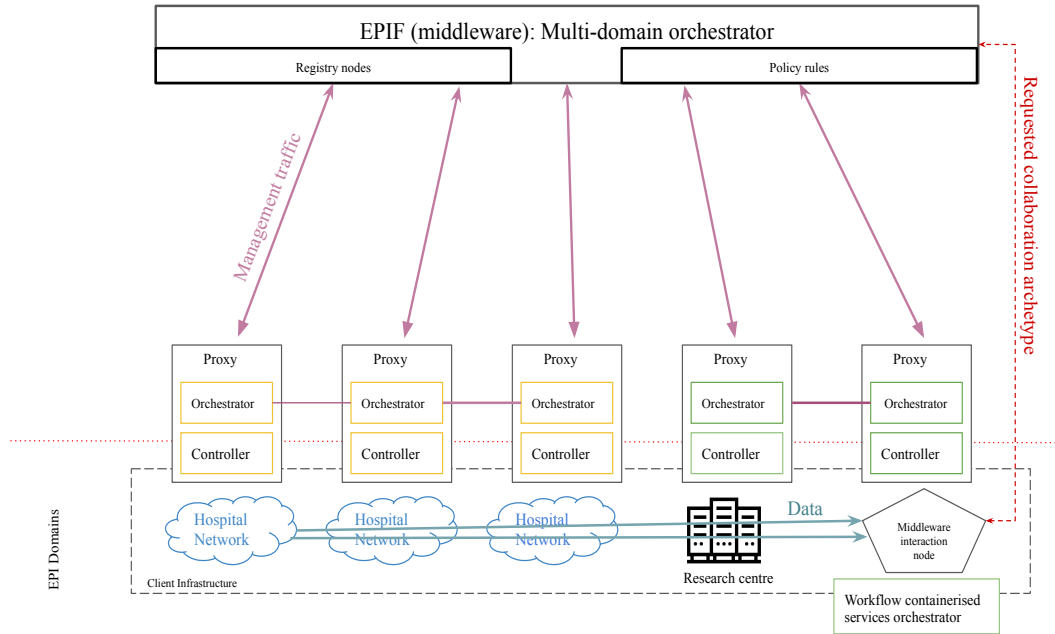 EPIF (middleware): Multi-domain orchestrator
Registry nodes
Policy rules
Management traffic
Requested collaboration archetype
Proxy
Proxy
Proxy
Proxy
Proxy
Orchestrator
Orchestrator
Orchestrator
Orchestrator
Orchestrator
Controller
Controller
Controller
Controller
Controller
EPI Domains
Hospital
Network
Hospital
Network
Hospital
Network
Data
Middleware
interaction
node
Research centre
Client Infrastructure
Workflow containerised
services orchestrator